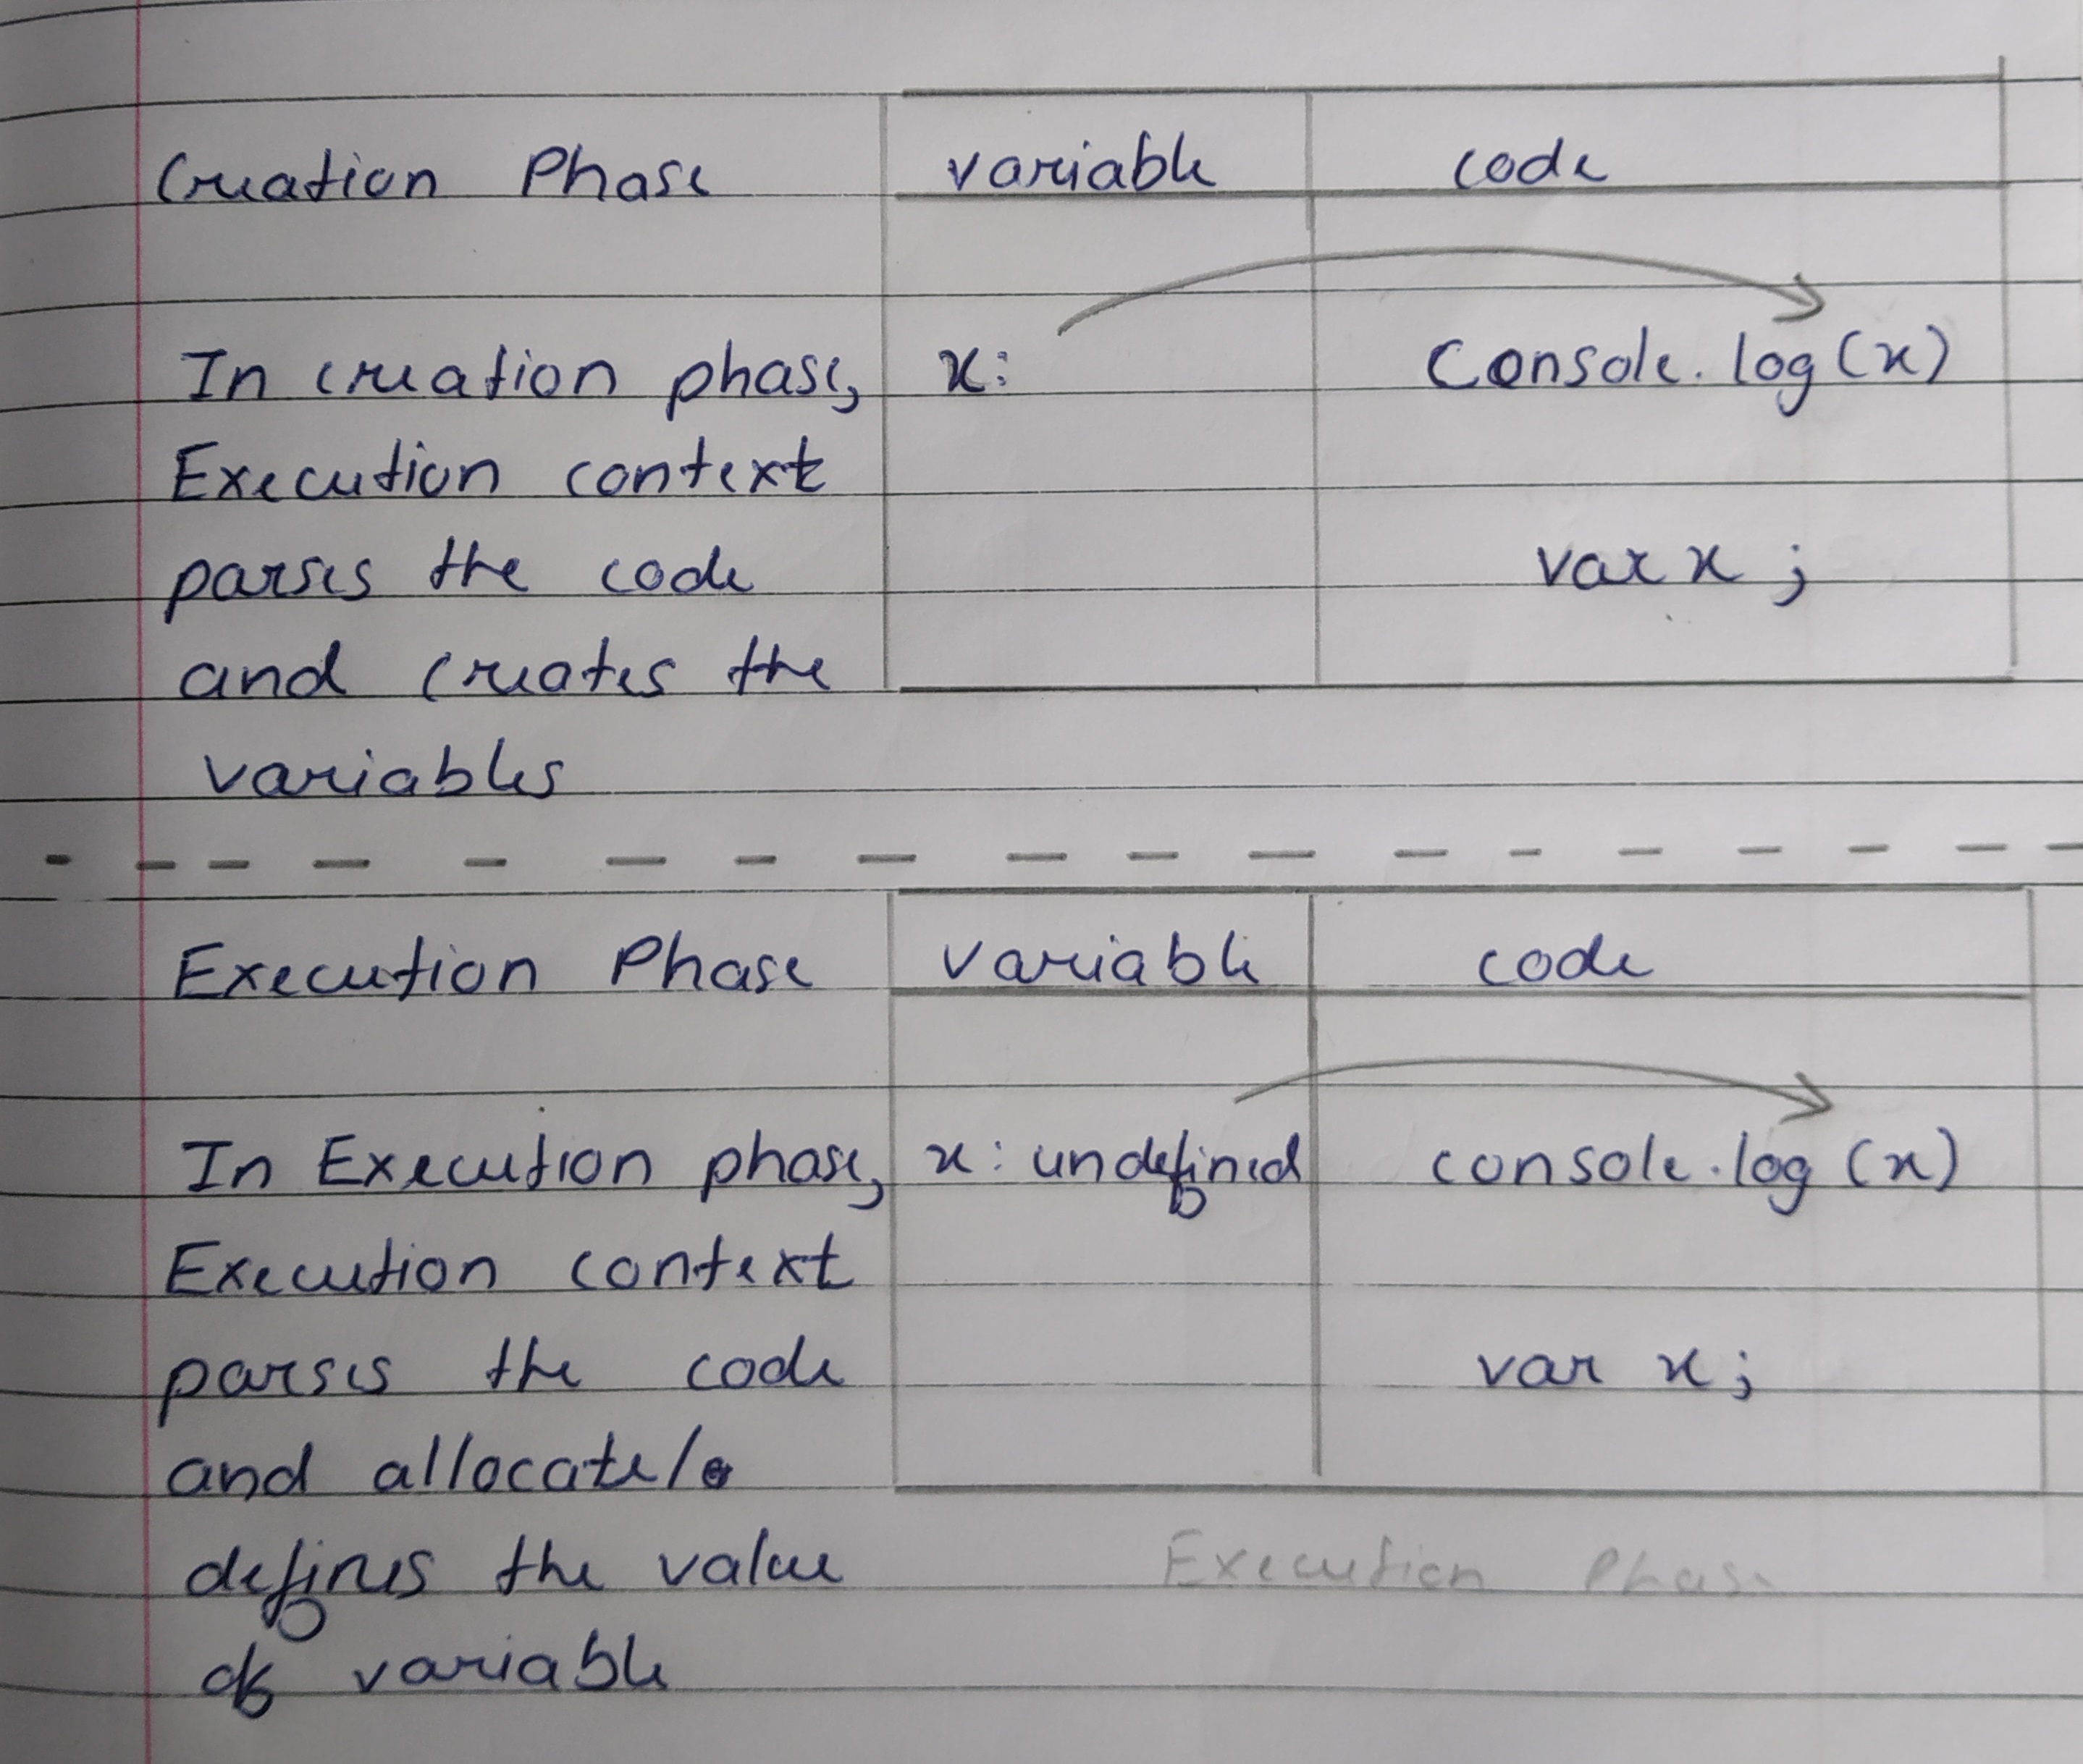 Creation Phase variable code
In creation phase, x: Console.log(x)
Execution context
parses the code var x ;
and creates the
variables
Execution Phase variable code
In Execution phase, x: undefined console.log (x)
Execution context
parses the code var x;
and allocate/
defines the value Execution Phase
of variable